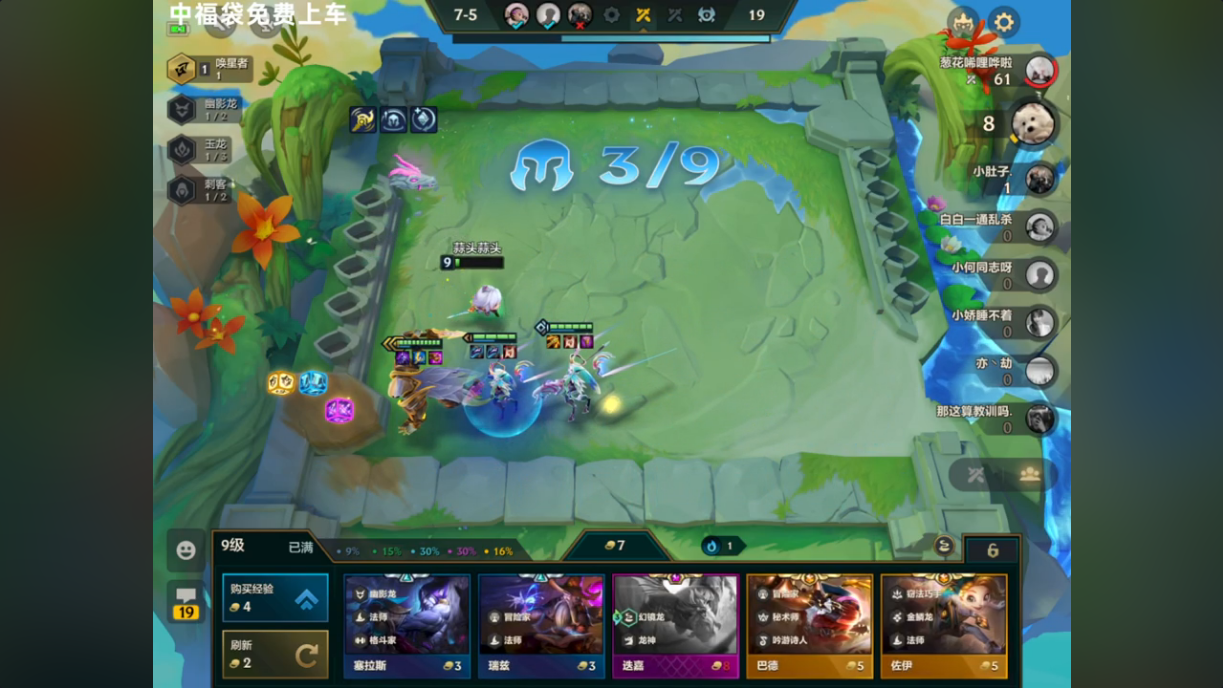 中福袋免费上车
7-5
19
1
唤星者
1
幽影龙
1/2
玉龙
1/3
刺客
1/2
3/9
蒜头蒜头
9
葱花唏哩哗啦
61
8
小肚子.
1
白白一通乱杀
0
小何同志呀
0
小娇睡不着
0
亦丶劫
0
那这算教训吗.
0
19
9级
已满
9%
15%
30%
30%
16%
7
1
6
购买经验
4
刷新
2
幽影龙
法师
格斗家
塞拉斯
3
冒险家
法师
瑞兹
3
幻镜龙
龙神
迭嘉
8
冒险家
秘术师
吟游诗人
巴德
5
窃法巧手
金鳞龙
法师
佐伊
5